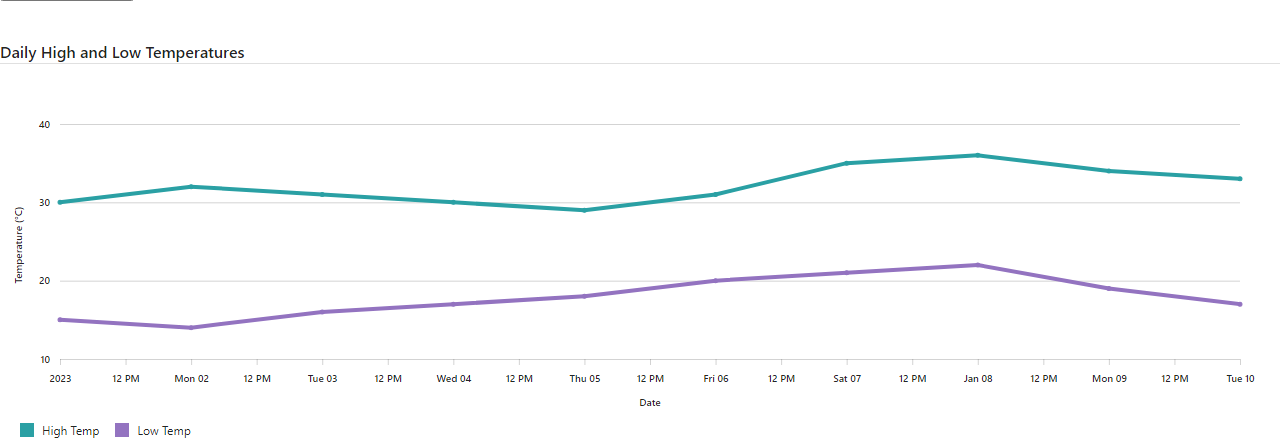 Daily High and Low Temperatures
40
30
20
10
Temperature (°C)
2023 12 PM Mon 02 12 PM Tue 03 12 PM Wed 04 12 PM Thu 05 12 PM Fri 06 12 PM Sat 07 12 PM Jan 08 12 PM Mon 09 12 PM Tue 10
Date
High Temp Low Temp